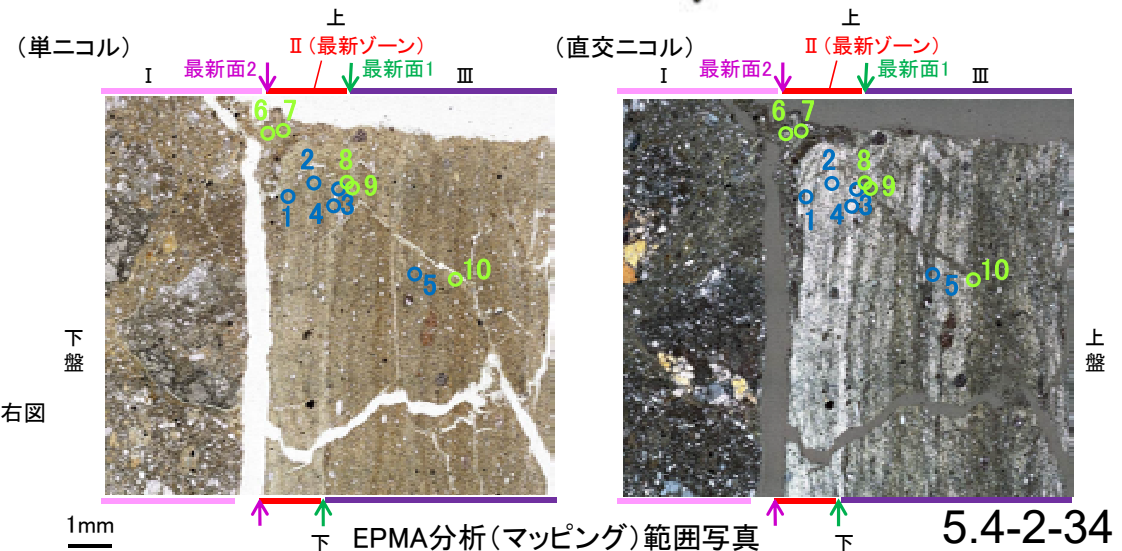 上
上
(単ニコル)
Ⅱ(最新ゾーン)
(直交ニコル)
Ⅱ(最新ゾーン)
Ⅰ
最新面2
最新面1
Ⅲ
Ⅰ
最新面2
最新面1
Ⅲ
6 7
2
8
9
1
4
3
5
10
6 7
2
8
9
1
4
3
5
10
下盤
上盤
右図
1mm
下
EPMA分析(マッピング)範囲写真
下
5.4-2-34